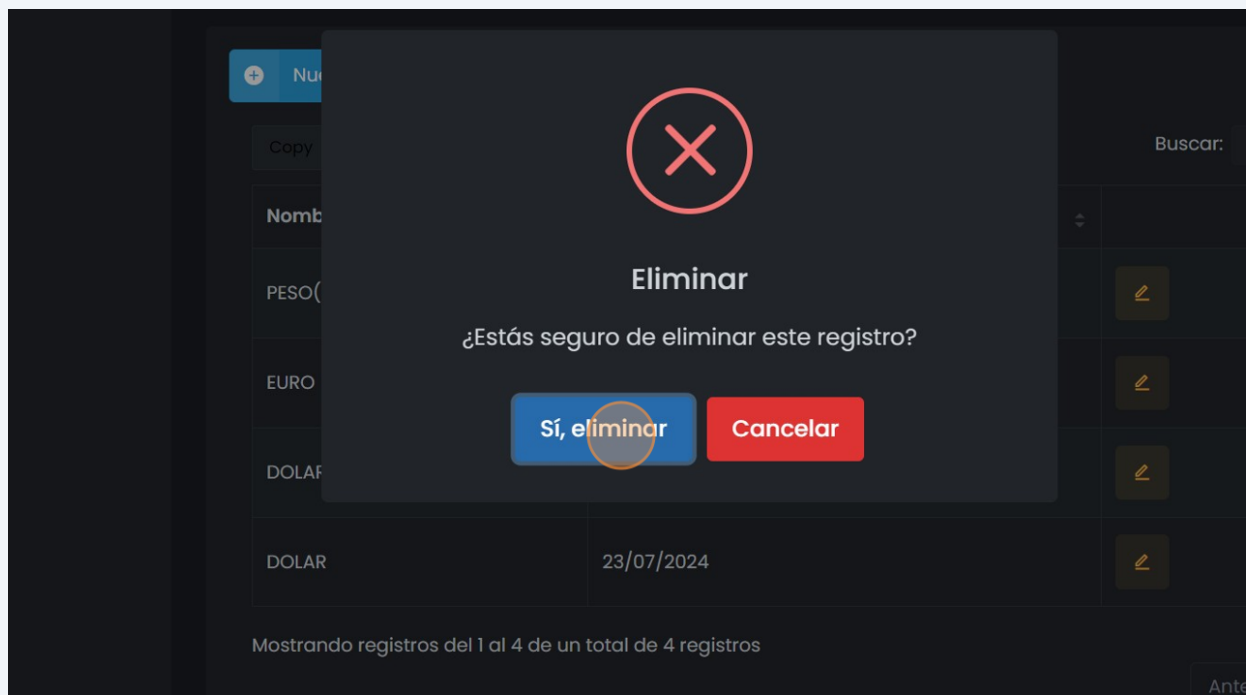 Nu
Copy
Buscar:
Nomb
PESO(
EURO
DOLAR
DOLAR 23/07/2024
Eliminar
¿Estás seguro de eliminar este registro?
Sí, eliminar Cancelar
Mostrando registros del 1 al 4 de un total de 4 registros
Ante